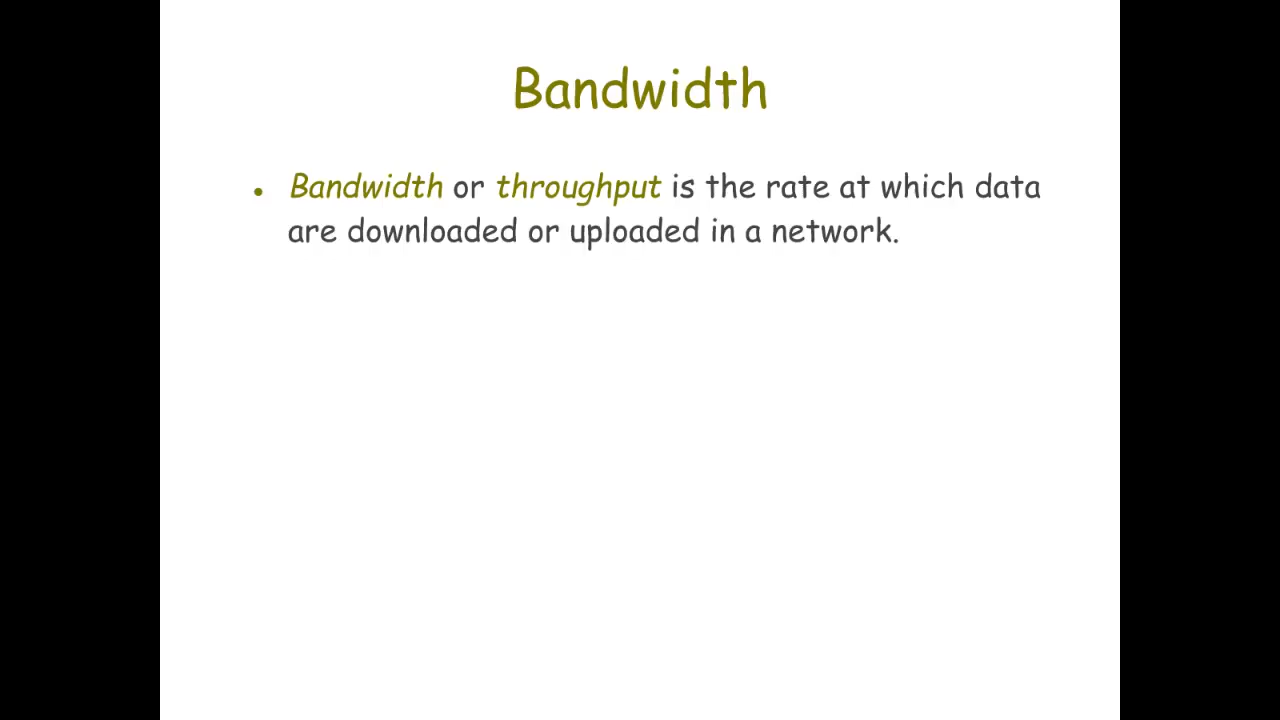 Bandwidth
• Bandwidth or throughput is the rate at which data
are downloaded or uploaded in a network.